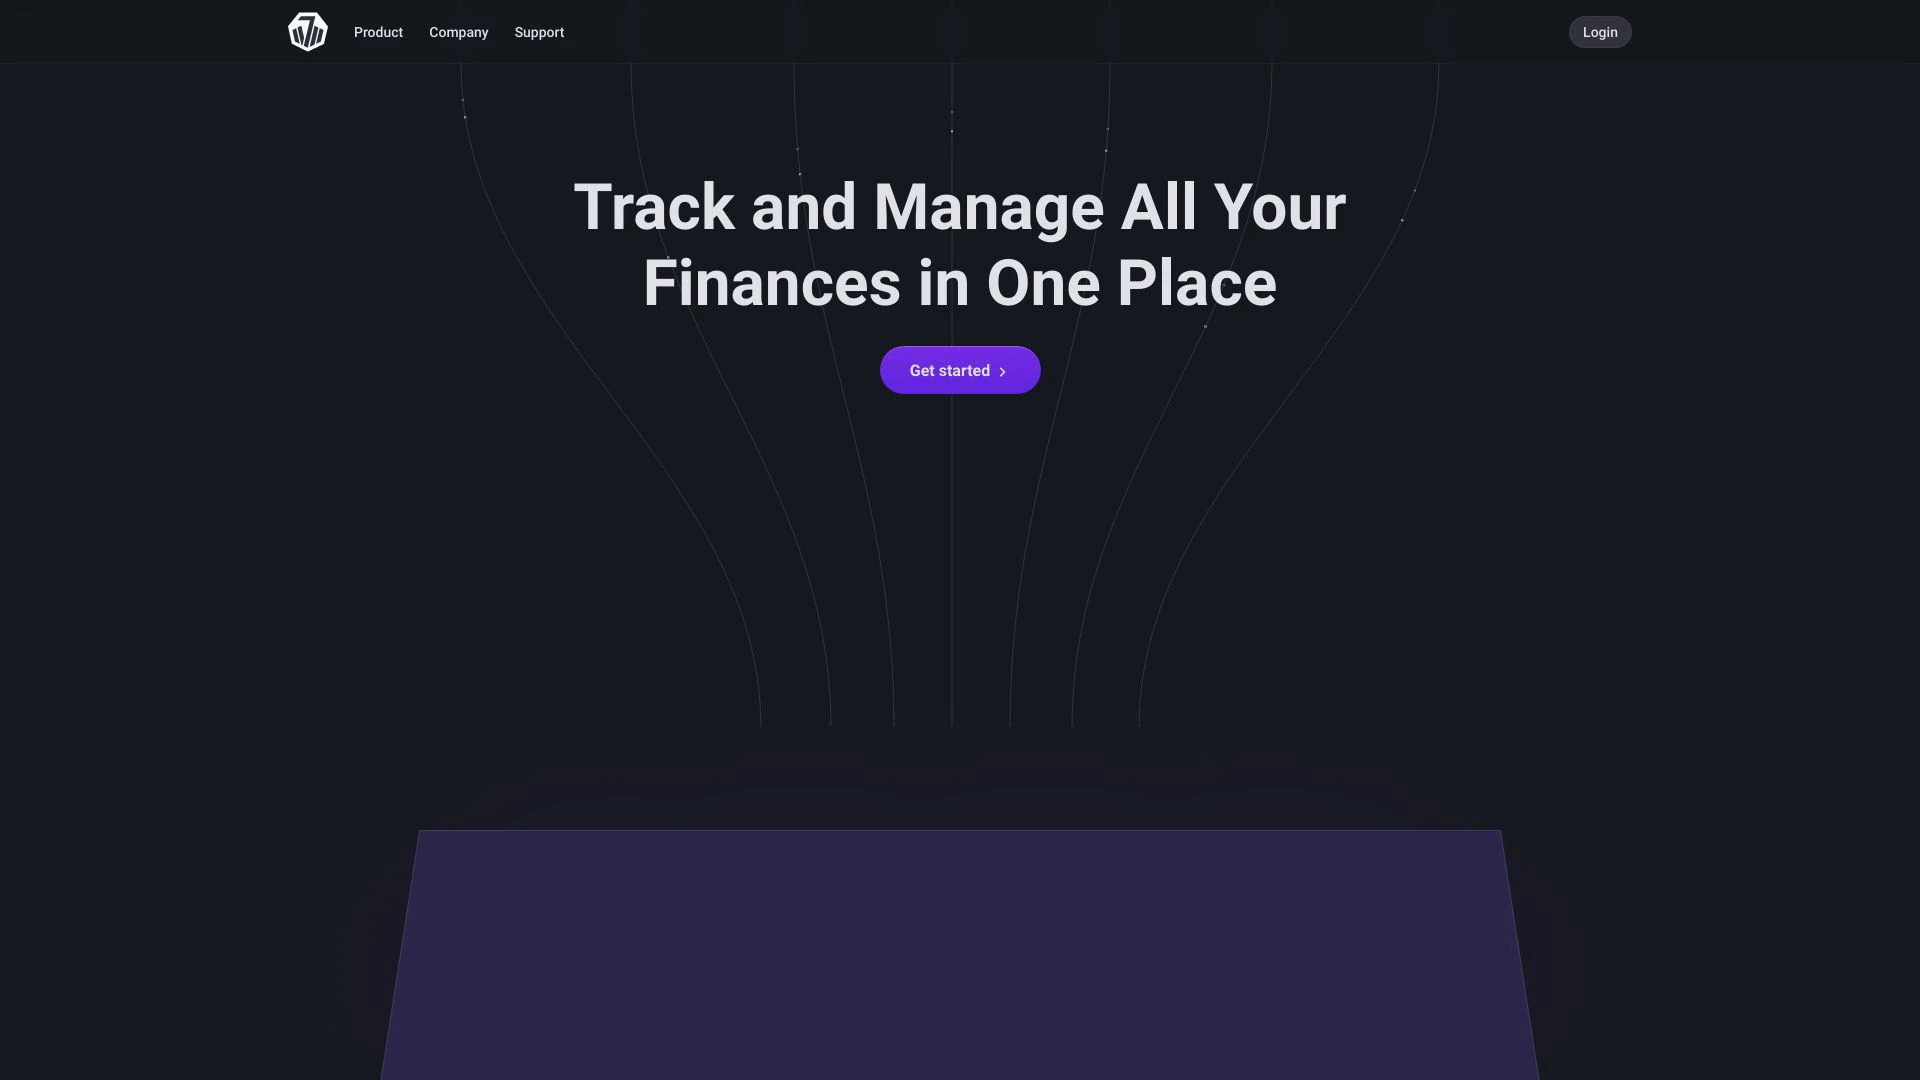 Product
Company
Support
Login
Track and Manage All Your
Finances in One Place
Get started